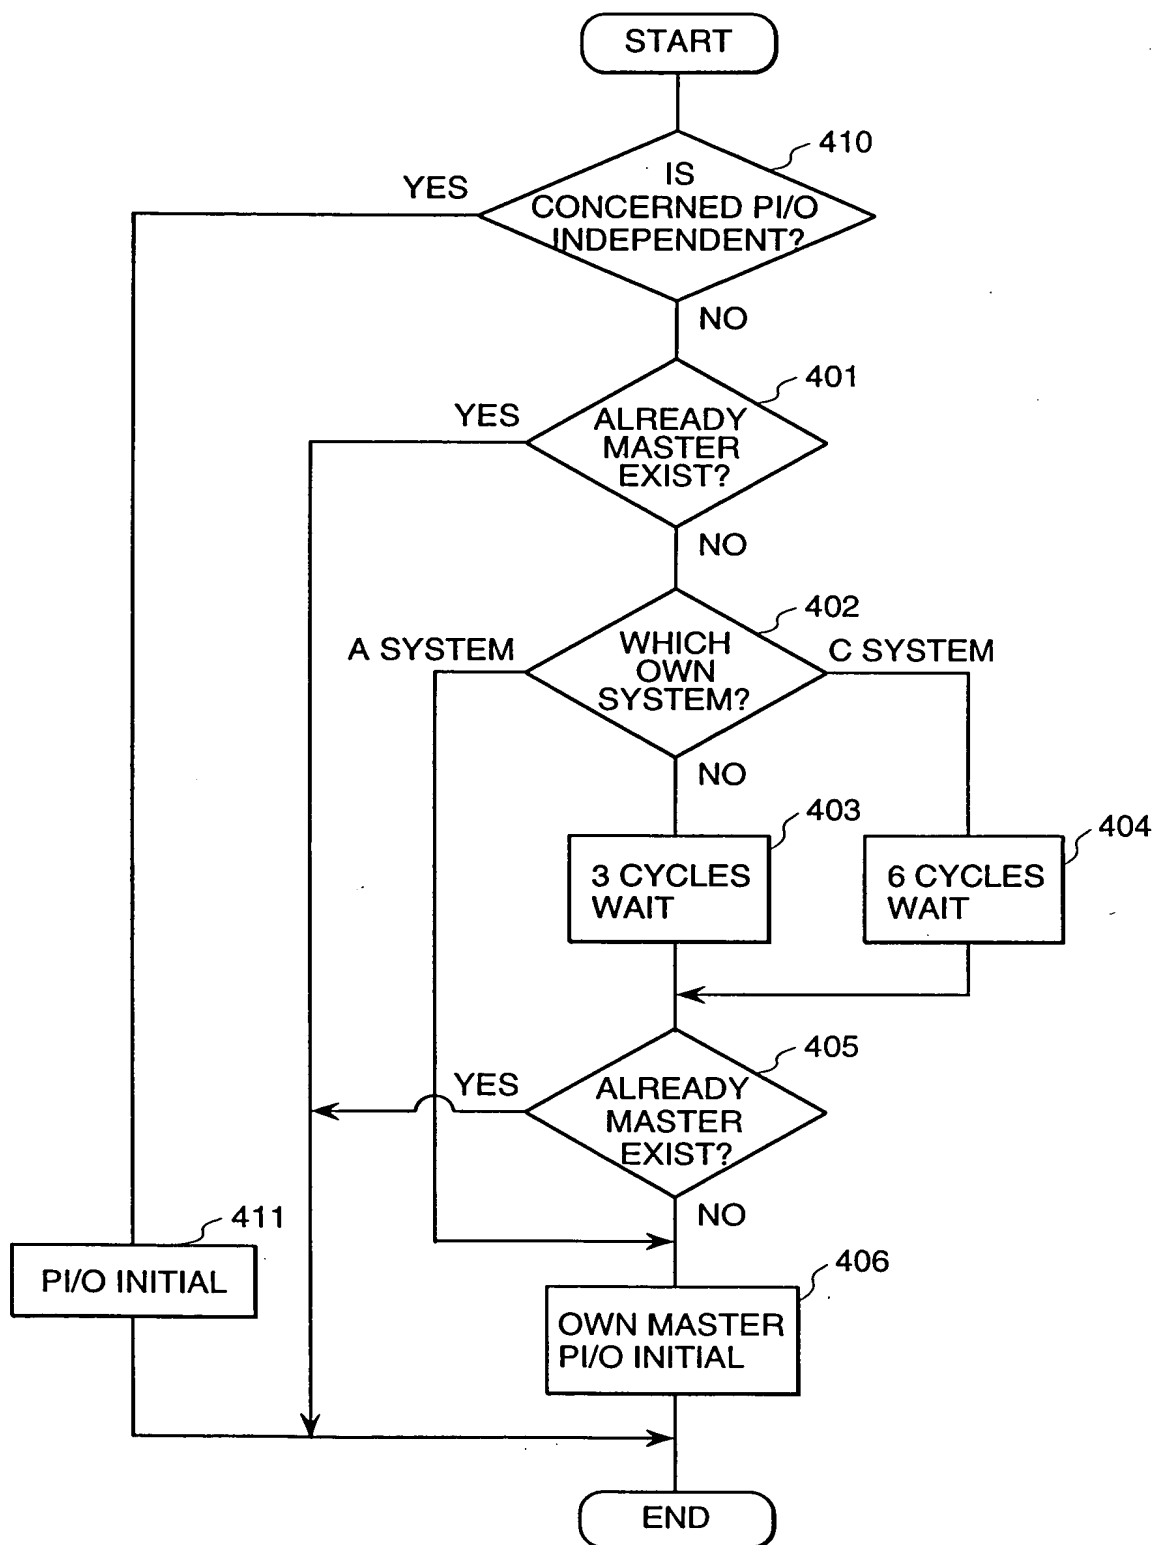 START
410
IS
CONCERNED PI/O
INDEPENDENT?
YES
NO
401
ALREADY
MASTER
EXIST?
YES
NO
402
WHICH
OWN
SYSTEM?
A SYSTEM
C SYSTEM
NO
403
3 CYCLES
WAIT
404
6 CYCLES
WAIT
405
ALREADY
MASTER
EXIST?
YES
NO
411
PI/O INITIAL
406
OWN MASTER
PI/O INITIAL
END